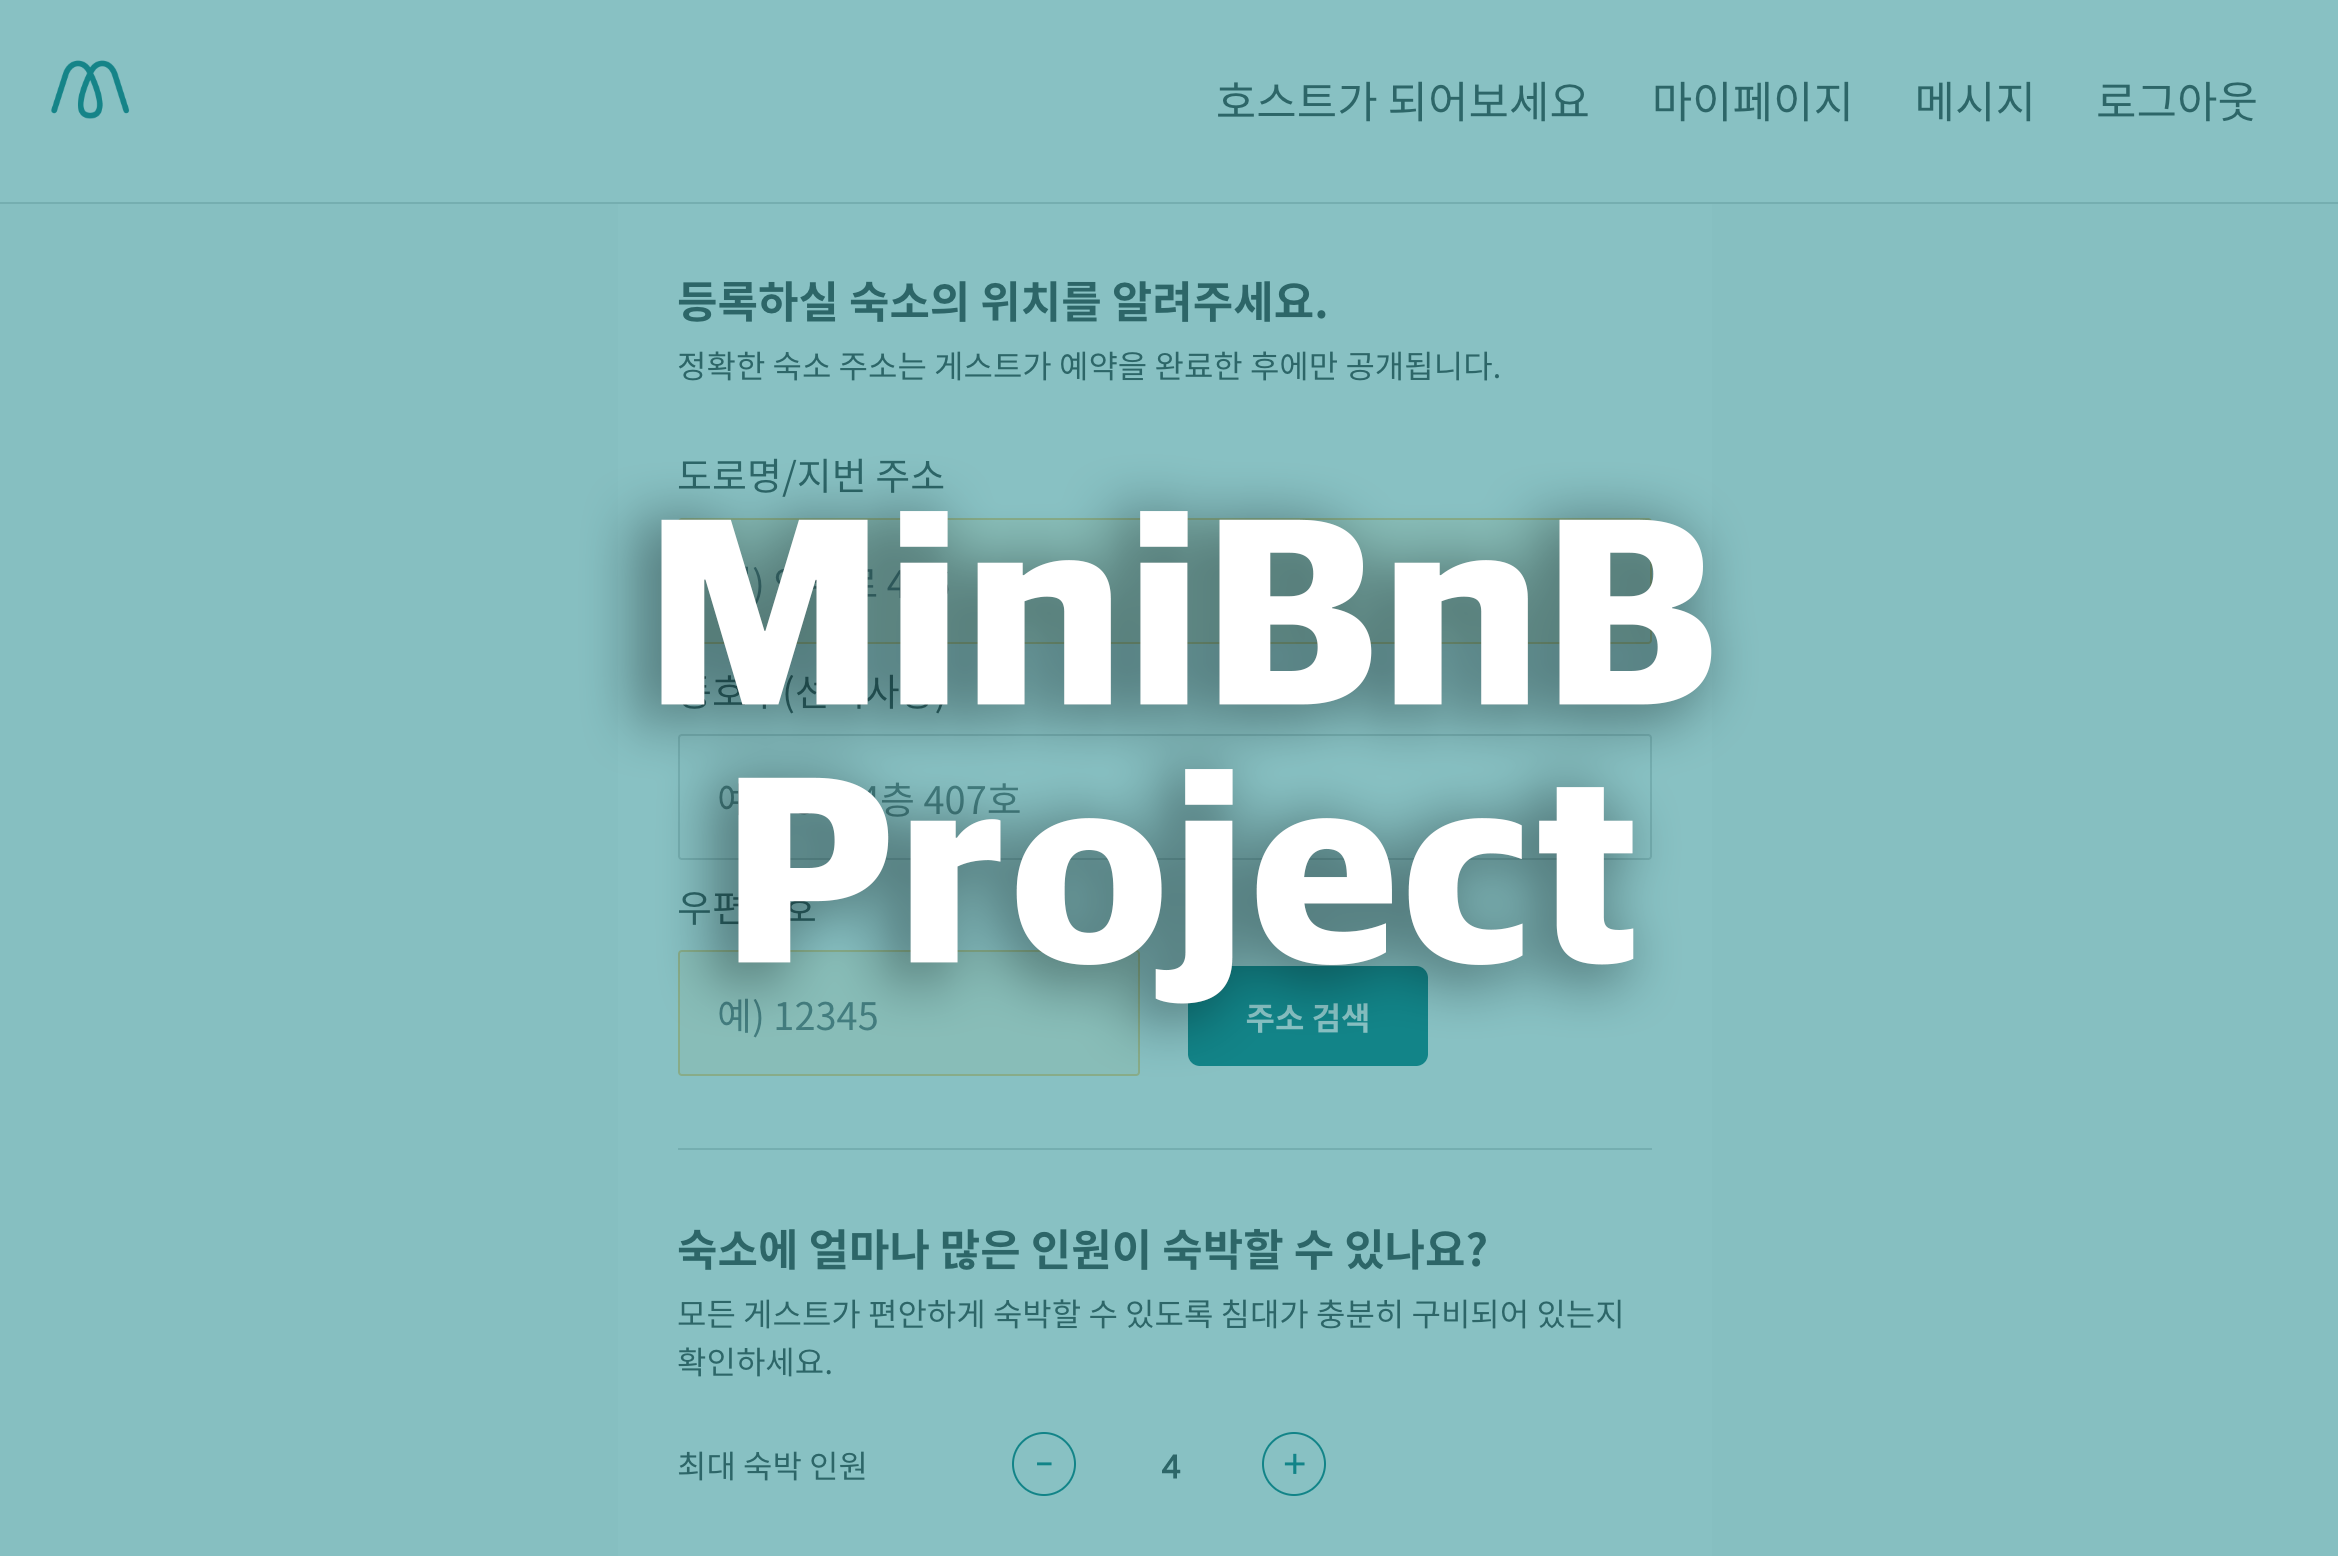 호스트가 되어보세요 마이페이지 메시지 로그아웃
등록하실 숙소의 위치를 알려주세요.
정확한 숙소 주소는 게스트가 예약을 완료한 후에만 공개됩니다.
도로명/지번 주소
MiniBnB
4층 407호
Project
예) 12345
주소 검색
숙소에 얼마나 많은 인원이 숙박할 수 있나요?
모든 게스트가 편안하게 숙박할 수 있도록 침대가 충분히 구비되어 있는지
확인하세요.
최대 숙박 인원 − 4 +